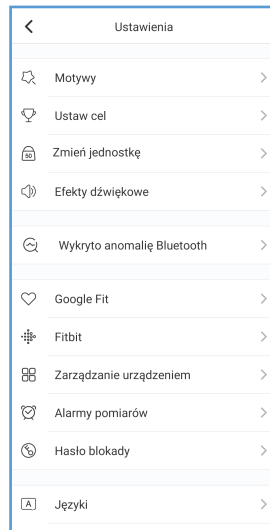 Ustawienia
Motywy
Ustaw cel
50
Zmień jednostkę
Efekty dźwiękowe
Wykryto anomalię Bluetooth
Google Fit
Fitbit
Zarządzanie urządzeniem
Alarmy pomiarów
Hasło blokady
A
Języki